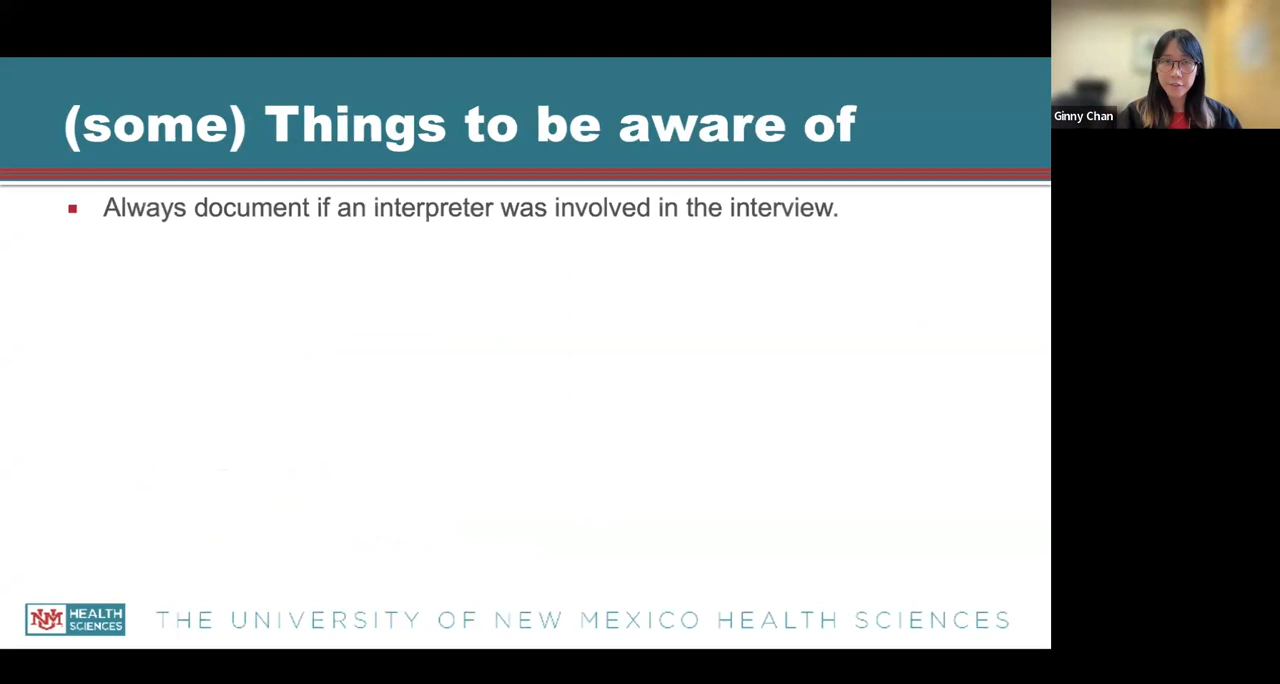 (some) Things to be aware of
Ginny Chan
▪ Always document if an interpreter was involved in the interview.
UNM HEALTH
SCIENCES
THE UNIVERSITY OF NEW MEXICO HEALTH SCIENCES